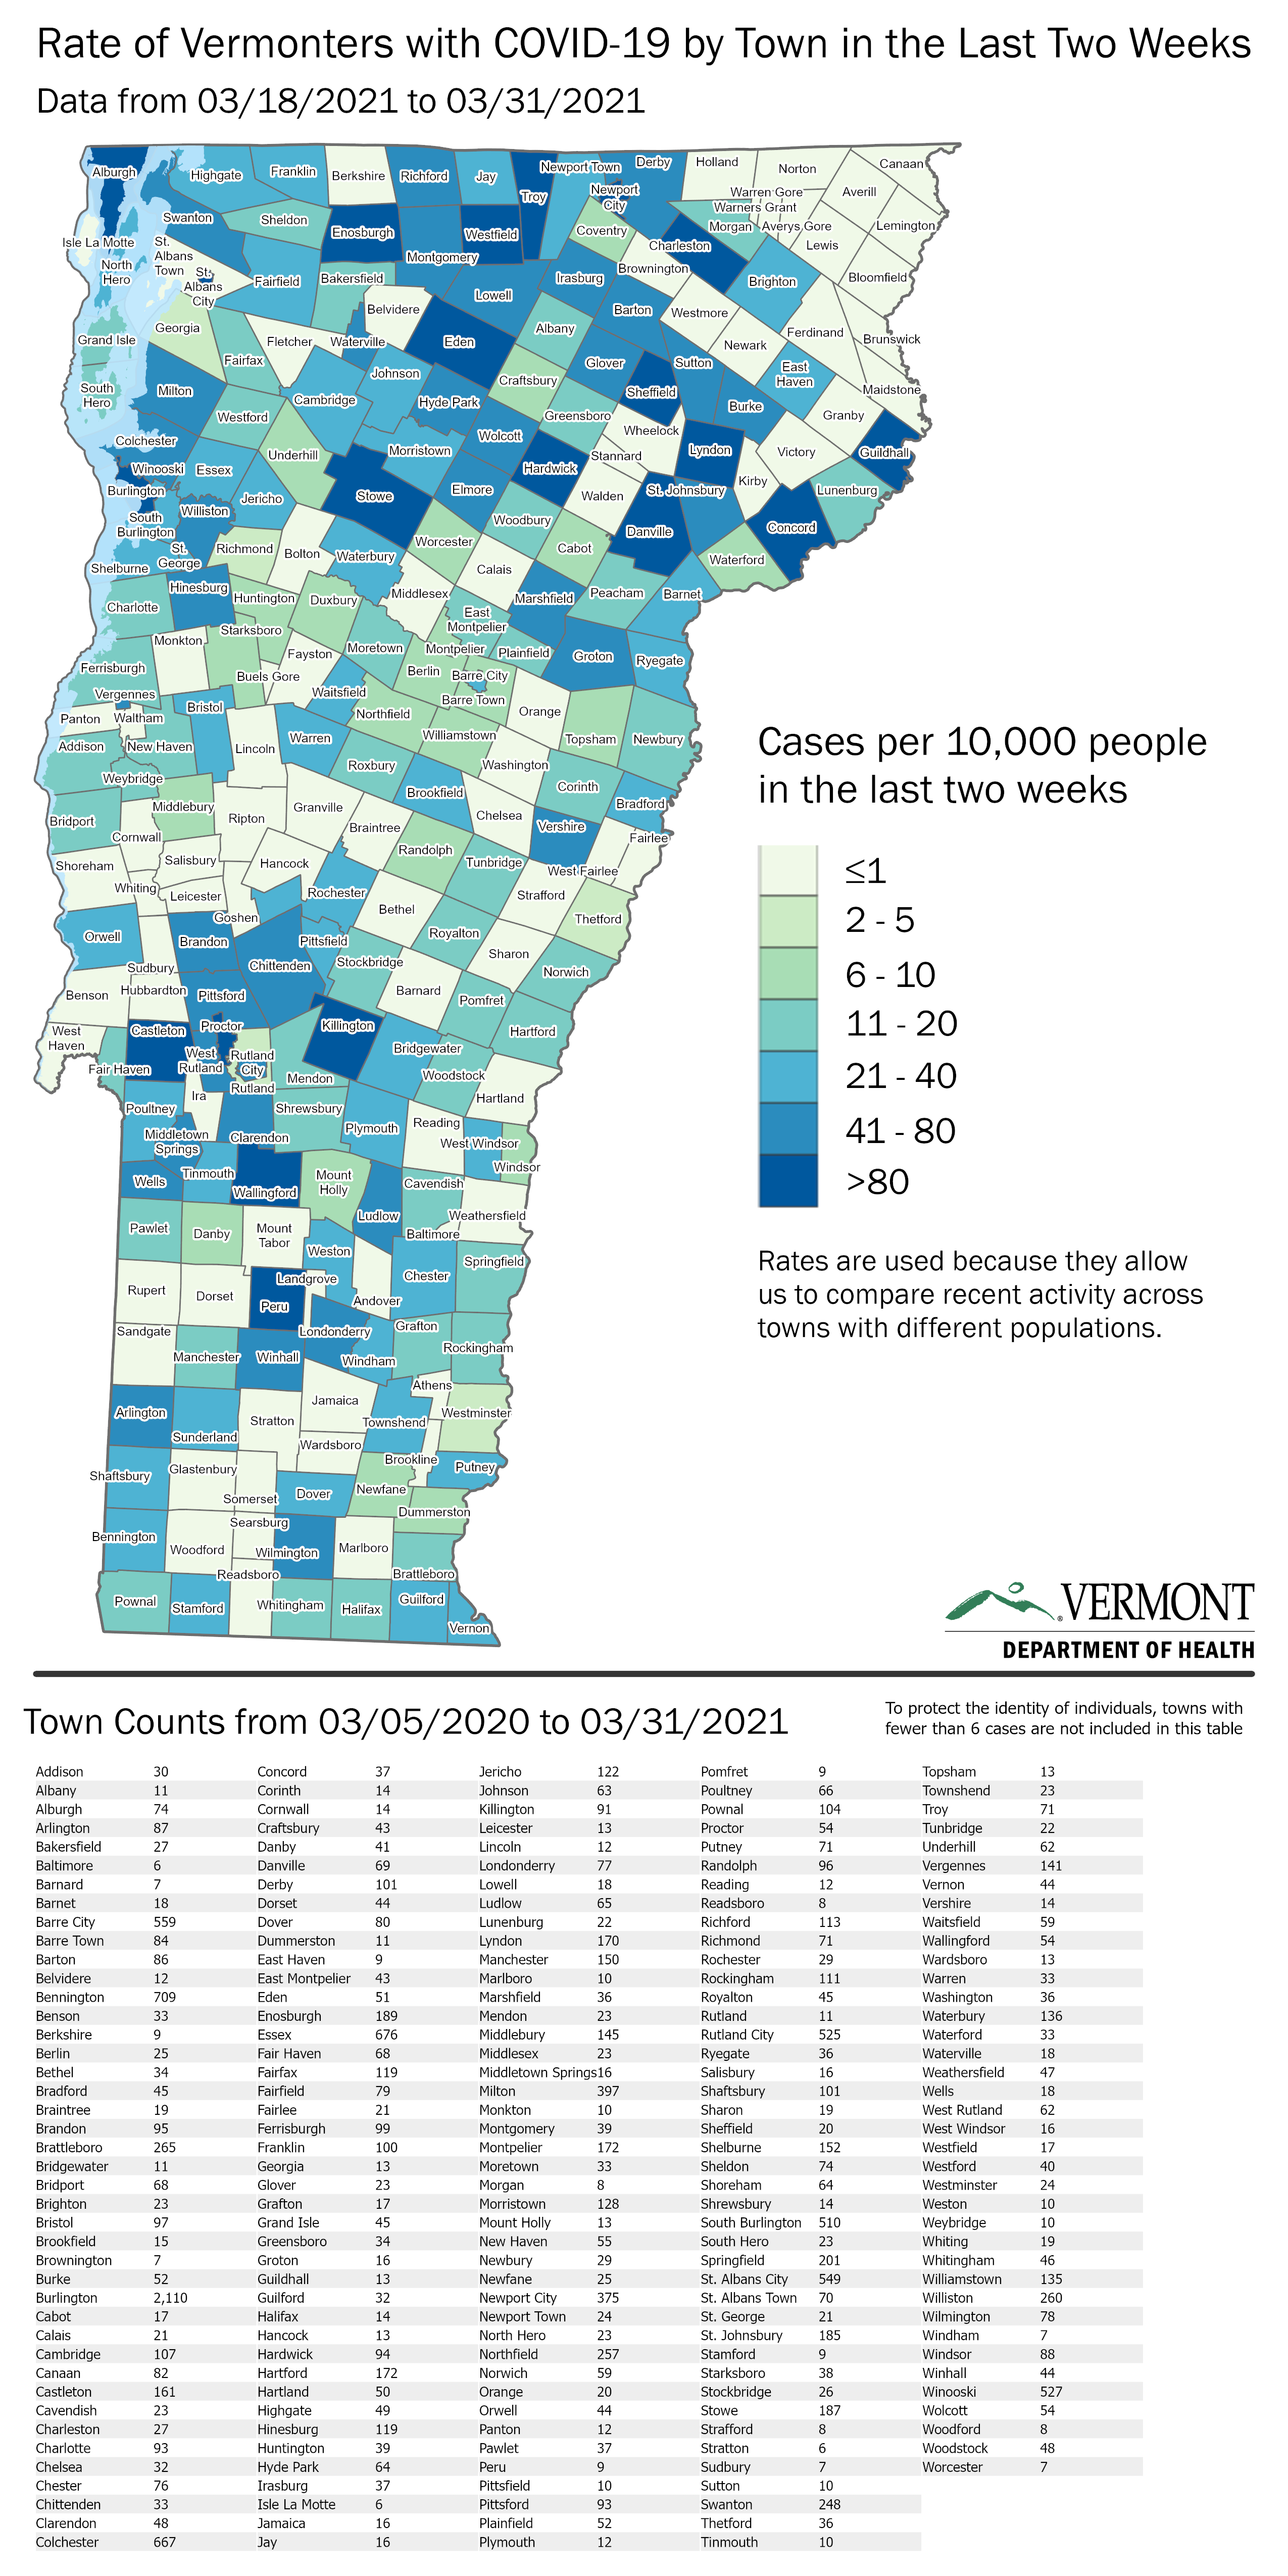 Rate of Vermonters with COVID-19 by Town in the Last Two Weeks
Data from 03/18/2021 to 03/31/2021
Alburgh
Highgate
Franklin
Berkshire
Richford
Jay
Troy
Newport Town
Newport
City
Derby
Holland
Norton
Canaan
Warren Gore
Averill
Warners Grant
Morgan
Averys Gore
Lemington
Lewis
Swanton
Sheldon
Enosburgh
Westfield
Coventry
Charleston
Isle La Motte
St.
Albans
Town
North
Hero
St.
Albans
City
Fairfield
Bakersfield
Montgomery
Lowell
Irasburg
Brownington
Brighton
Bloomfield
Belvidere
Barton
Westmore
Ferdinand
Brunswick
Grand Isle
Georgia
Fairfax
Fletcher
Waterville
Eden
Albany
Newark
Glover
Sutton
East
Haven
Maidstone
South
Hero
Milton
Cambridge
Johnson
Hyde Park
Craftsbury
Sheffield
Burke
Granby
Westford
Greensboro
Wheelock
Colchester
Underhill
Morristown
Wolcott
Stannard
Lyndon
Victory
Guildhall
Winooski
Essex
Hardwick
Burlington
Jericho
Stowe
Elmore
Walden
St. Johnsbury
Kirby
Lunenburg
South
Burlington
Williston
Woodbury
Danville
Concord
St.
George
Richmond
Bolton
Waterbury
Worcester
Cabot
Waterford
Shelburne
Calais
Hinesburg
Huntington
Duxbury
Middlesex
Marshfield
Peacham
Barnet
Charlotte
East
Montpelier
Starksboro
Monkton
Fayston
Moretown
Montpelier
Plainfield
Groton
Ryegate
Ferrisburgh
Buels Gore
Berlin
Barre City
Vergennes
Bristol
Waitsfield
Barre Town
Panton
Waltham
Northfield
Orange
Addison
New Haven
Lincoln
Warren
Williamstown
Topsham
Newbury
Weybridge
Roxbury
Washington
Corinth
Bridport
Middlebury
Ripton
Granville
Brookfield
Chelsea
Bradford
Cornwall
Braintree
Vershire
Fairlee
Shoreham
Salisbury
Hancock
Randolph
Tunbridge
West Fairlee
Whiting
Leicester
Rochester
Strafford
Goshen
Bethel
Thetford
Orwell
Brandon
Pittsfield
Royalton
Sudbury
Chittenden
Stockbridge
Sharon
Norwich
Benson
Hubbardton
Pittsford
Barnard
Pomfret
West
Haven
Castleton
Proctor
Killington
Hartford
Fair Haven
West
Rutland
Rutland
City
Bridgewater
Mendon
Woodstock
Rutland
Ira
Hartland
Poultney
Shrewsbury
Plymouth
Reading
Middletown
Springs
Clarendon
West Windsor
Windsor
Wells
Tinmouth
Wallingford
Mount
Holly
Cavendish
Ludlow
Weathersfield
Pawlet
Danby
Mount
Tabor
Baltimore
Weston
Springfield
Rupert
Dorset
Landgrove
Chester
Peru
Andover
Sandgate
Londonderry
Grafton
Manchester
Winhall
Windham
Rockingham
Athens
Arlington
Jamaica
Westminster
Sunderland
Stratton
Townshend
Wardsboro
Brookline
Shaftsbury
Glastenbury
Putney
Somerset
Dover
Newfane
Dummerston
Searsburg
Bennington
Woodford
Wilmington
Marlboro
Readsboro
Brattleboro
Pownal
Stamford
Whitingham
Halifax
Guilford
Vernon
Cases per 10,000 people
in the last two weeks
≤1
2 - 5
6 - 10
11 - 20
21 - 40
41 - 80
>80
Rates are used because they allow
us to compare recent activity across
towns with different populations.
VERMONT
DEPARTMENT OF HEALTH
Town Counts from 03/05/2020 to 03/31/2021
To protect the identity of individuals, towns with
fewer than 6 cases are not included in this table
Addison 30 Concord 37 Jericho 122 Pomfret 9 Topsham 13
Albany 11 Corinth 14 Johnson 63 Poultney 66 Townshend 23
Alburgh 74 Cornwall 14 Killington 91 Pownal 104 Troy 71
Arlington 87 Craftsbury 43 Leicester 13 Proctor 54 Tunbridge 22
Bakersfield 27 Danby 41 Lincoln 12 Putney 71 Underhill 62
Baltimore 6 Danville 69 Londonderry 77 Randolph 96 Vergennes 141
Barnard 7 Derby 101 Lowell 18 Reading 12 Vernon 44
Barnet 18 Dorset 44 Ludlow 65 Readsboro 8 Vershire 14
Barre City 559 Dover 80 Lunenburg 22 Richford 113 Waitsfield 59
Barre Town 84 Dummerston 11 Lyndon 170 Richmond 71 Wallingford 54
Barton 86 East Haven 9 Manchester 150 Rochester 29 Wardsboro 13
Belvidere 12 East Montpelier 43 Marlboro 10 Rockingham 111 Warren 33
Bennington 709 Eden 51 Marshfield 36 Royalton 45 Washington 36
Benson 33 Enosburgh 189 Mendon 23 Rutland 11 Waterbury 136
Berkshire 9 Essex 676 Middlebury 145 Rutland City 525 Waterford 33
Berlin 25 Fair Haven 68 Middlesex 23 Ryegate 36 Waterville 18
Bethel 34 Fairfax 119 Middletown Springs16 Salisbury 16 Weathersfield 47
Bradford 45 Fairfield 79 Milton 397 Shaftsbury 101 Wells 18
Braintree 19 Fairlee 21 Monkton 10 Sharon 19 West Rutland 62
Brandon 95 Ferrisburgh 99 Montgomery 39 Sheffield 20 West Windsor 16
Brattleboro 265 Franklin 100 Montpelier 172 Shelburne 152 Westfield 17
Bridgewater 11 Georgia 13 Moretown 33 Sheldon 74 Westford 40
Bridport 68 Glover 23 Morgan 8 Shoreham 64 Westminster 24
Brighton 23 Grafton 17 Morristown 128 Shrewsbury 14 Weston 10
Bristol 97 Grand Isle 45 Mount Holly 13 South Burlington 510 Weybridge 10
Brookfield 15 Greensboro 34 New Haven 55 South Hero 23 Whiting 19
Brownington 7 Groton 16 Newbury 29 Springfield 201 Whitingham 46
Burke 52 Guildhall 13 Newfane 25 St. Albans City 549 Williamstown 135
Burlington 2,110 Guilford 32 Newport City 375 St. Albans Town 70 Williston 260
Cabot 17 Halifax 14 Newport Town 24 St. George 21 Wilmington 78
Calais 21 Hancock 13 North Hero 23 St. Johnsbury 185 Windham 7
Cambridge 107 Hardwick 94 Northfield 257 Stamford 9 Windsor 88
Canaan 82 Hartford 172 Norwich 59 Starksboro 38 Winhall 44
Castleton 161 Hartland 50 Orange 20 Stockbridge 26 Winooski 527
Cavendish 23 Highgate 49 Orwell 44 Stowe 187 Wolcott 54
Charleston 27 Hinesburg 119 Panton 12 Strafford 8 Woodford 8
Charlotte 93 Huntington 39 Pawlet 37 Stratton 6 Woodstock 48
Chelsea 32 Hyde Park 64 Peru 9 Sudbury 7 Worcester 7
Chester 76 Irasburg 37 Pittsfield 10 Sutton 10
Chittenden 33 Isle La Motte 6 Pittsford 93 Swanton 248
Clarendon 48 Jamaica 16 Plainfield 52 Thetford 36
Colchester 667 Jay 16 Plymouth 12 Tinmouth 10